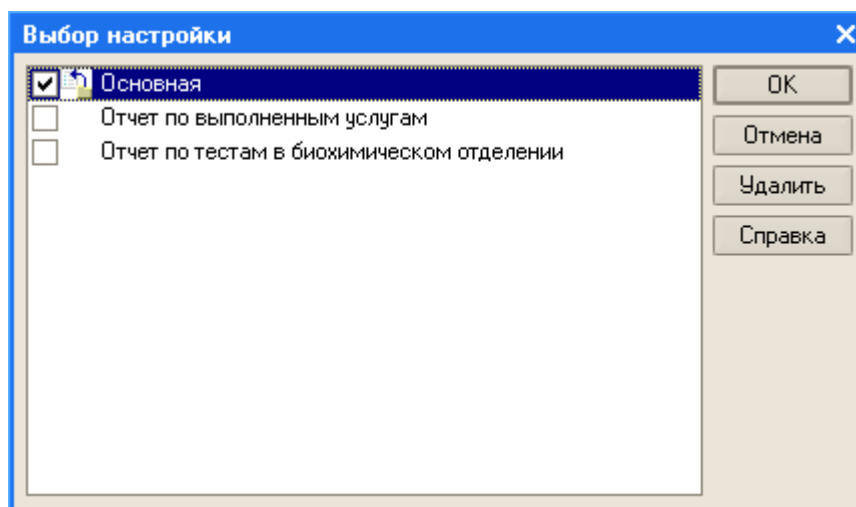 Выбор настройки
Основная
Отчет по выполненным услугам
Отчет по тестам в биохимическом отделении
OK
Отмена
Удалить
Справка